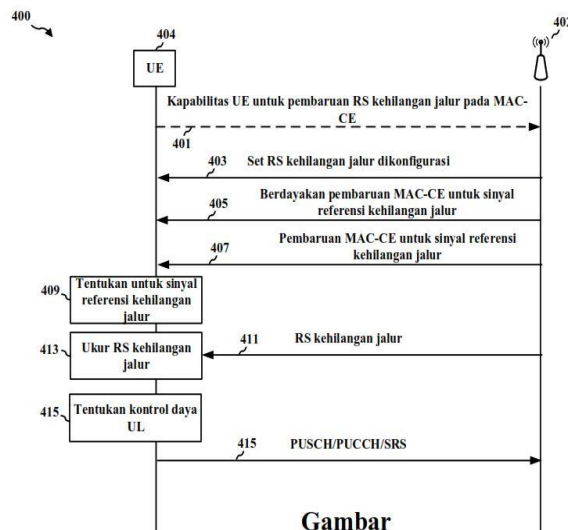 400
402
404
UE
Kapabilitas UE untuk pembaruan RS kehilangan jalur pada MAC-
CE
401
403
Set RS kehilangan jalur dikonfigurasi
405
Berdayakan pembaruan MAC-CE untuk sinyal
referensi kehilangan jalur
407
Pembaruan MAC-CE untuk sinyal referensi
kehilangan jalur
409
Tentukan untuk sinyal
referensi kehilangan
jalur
413
Ukur RS kehilangan
jalur
411
RS kehilangan jalur
415
Tentukan kontrol daya
UL
415
PUSCH/PUCCH/SRS
Gambar